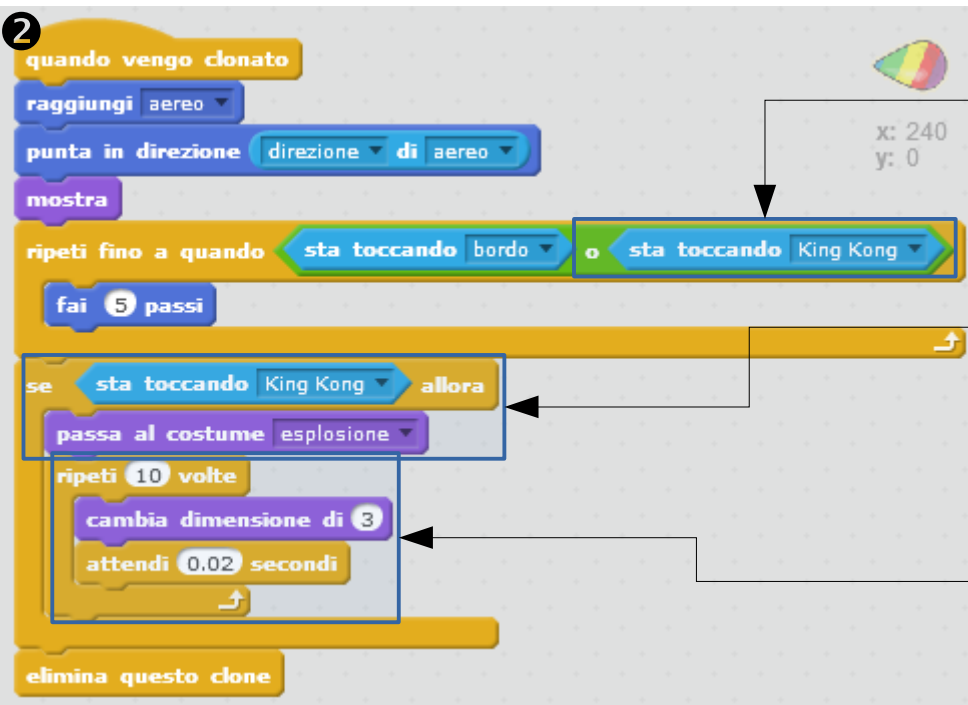 2
quando vengo clonato
raggiungi aereo
punta in direzione direzione di aereo
x: 240
y: 0
mostra
ripeti fino a quando sta toccando bordo o sta toccando King Kong
fai 5 passi
se sta toccando King Kong allora
passa al costume esplosione
ripeti 10 volte
cambia dimensione di 3
attendi 0.02 secondi
elimina questo clone